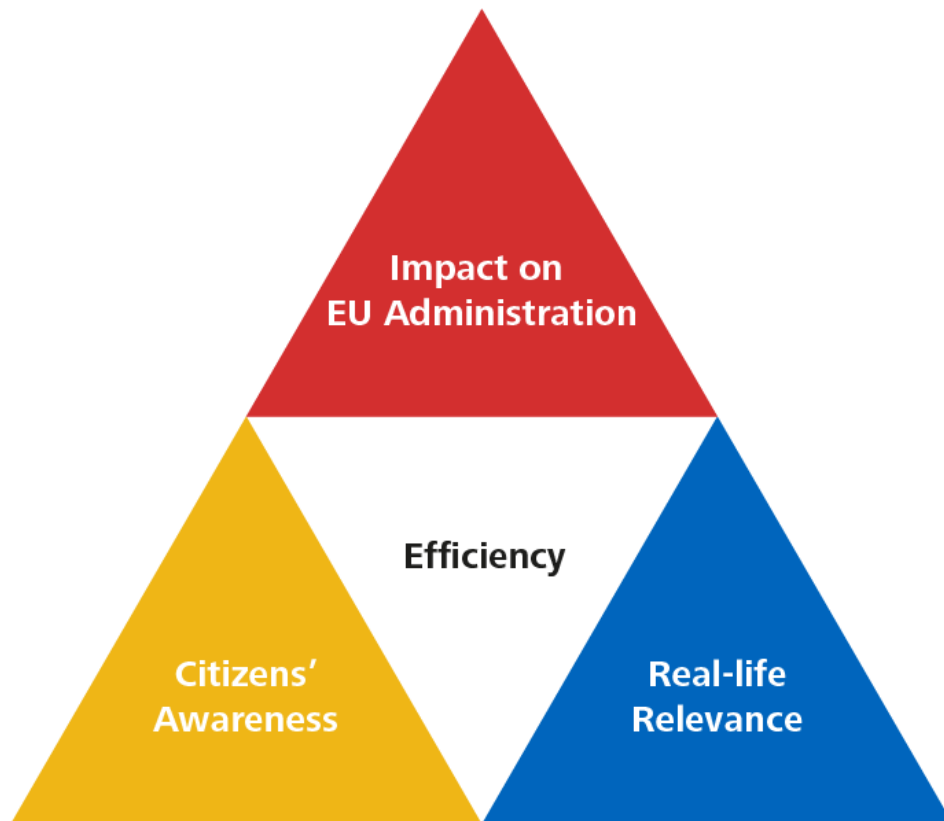 Impact on
EU Administration
Efficiency
Citizens’
Awareness
Real-life
Relevance